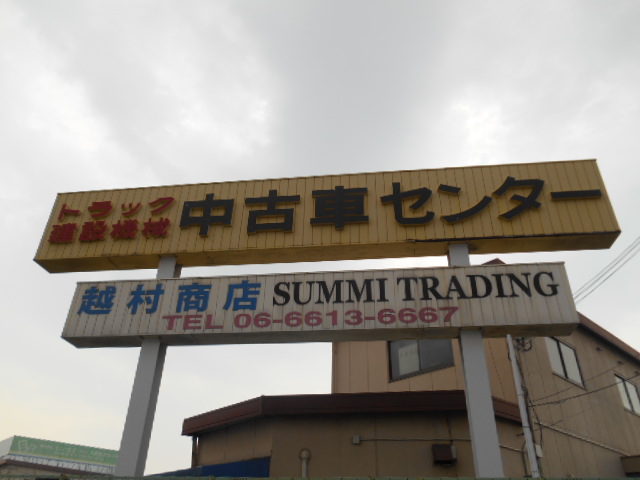 トラック
建設機械
中古車センター
越村商店 SUMMI TRADING
TEL 06-6613-6667